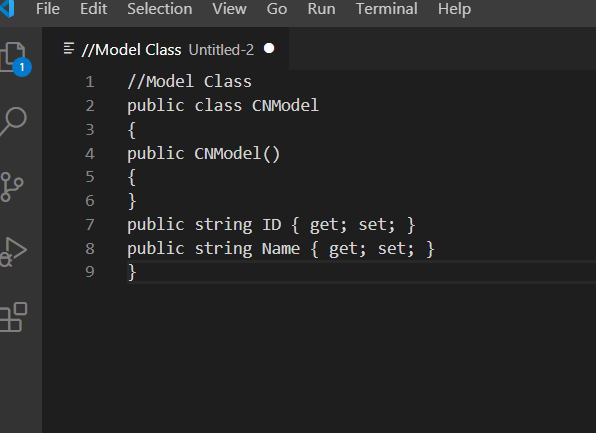 File Edit Selection View Go Run Terminal Help
//Model Class Untitled-2
1
1 //Model Class
2 public class CNModel
3 {
4 public CNModel()
5 {
6 }
7 public string ID { get; set; }
8 public string Name { get; set; }
9 }